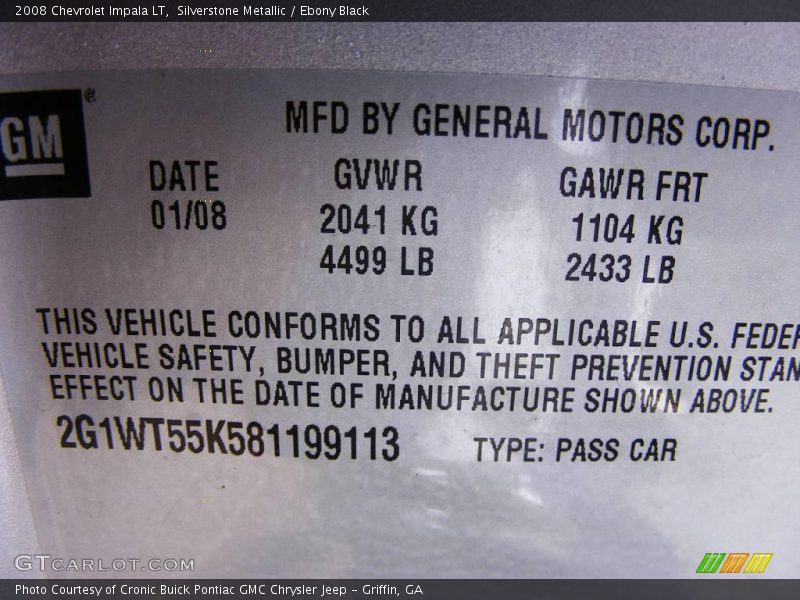 2008 Chevrolet Impala LT, Silverstone Metallic / Ebony Black
GM ®
MFD BY GENERAL MOTORS CORP.
DATE GVWR GAWR FRT
01/08 2041 KG 1104 KG
4499 LB 2433 LB
THIS VEHICLE CONFORMS TO ALL APPLICABLE U.S. FEDER
VEHICLE SAFETY, BUMPER, AND THEFT PREVENTION STAN
EFFECT ON THE DATE OF MANUFACTURE SHOWN ABOVE.
2G1WT55K581199113 TYPE: PASS CAR
GTCARLOT.COM
Photo Courtesy of Cronic Buick Pontiac GMC Chrysler Jeep - Griffin, GA